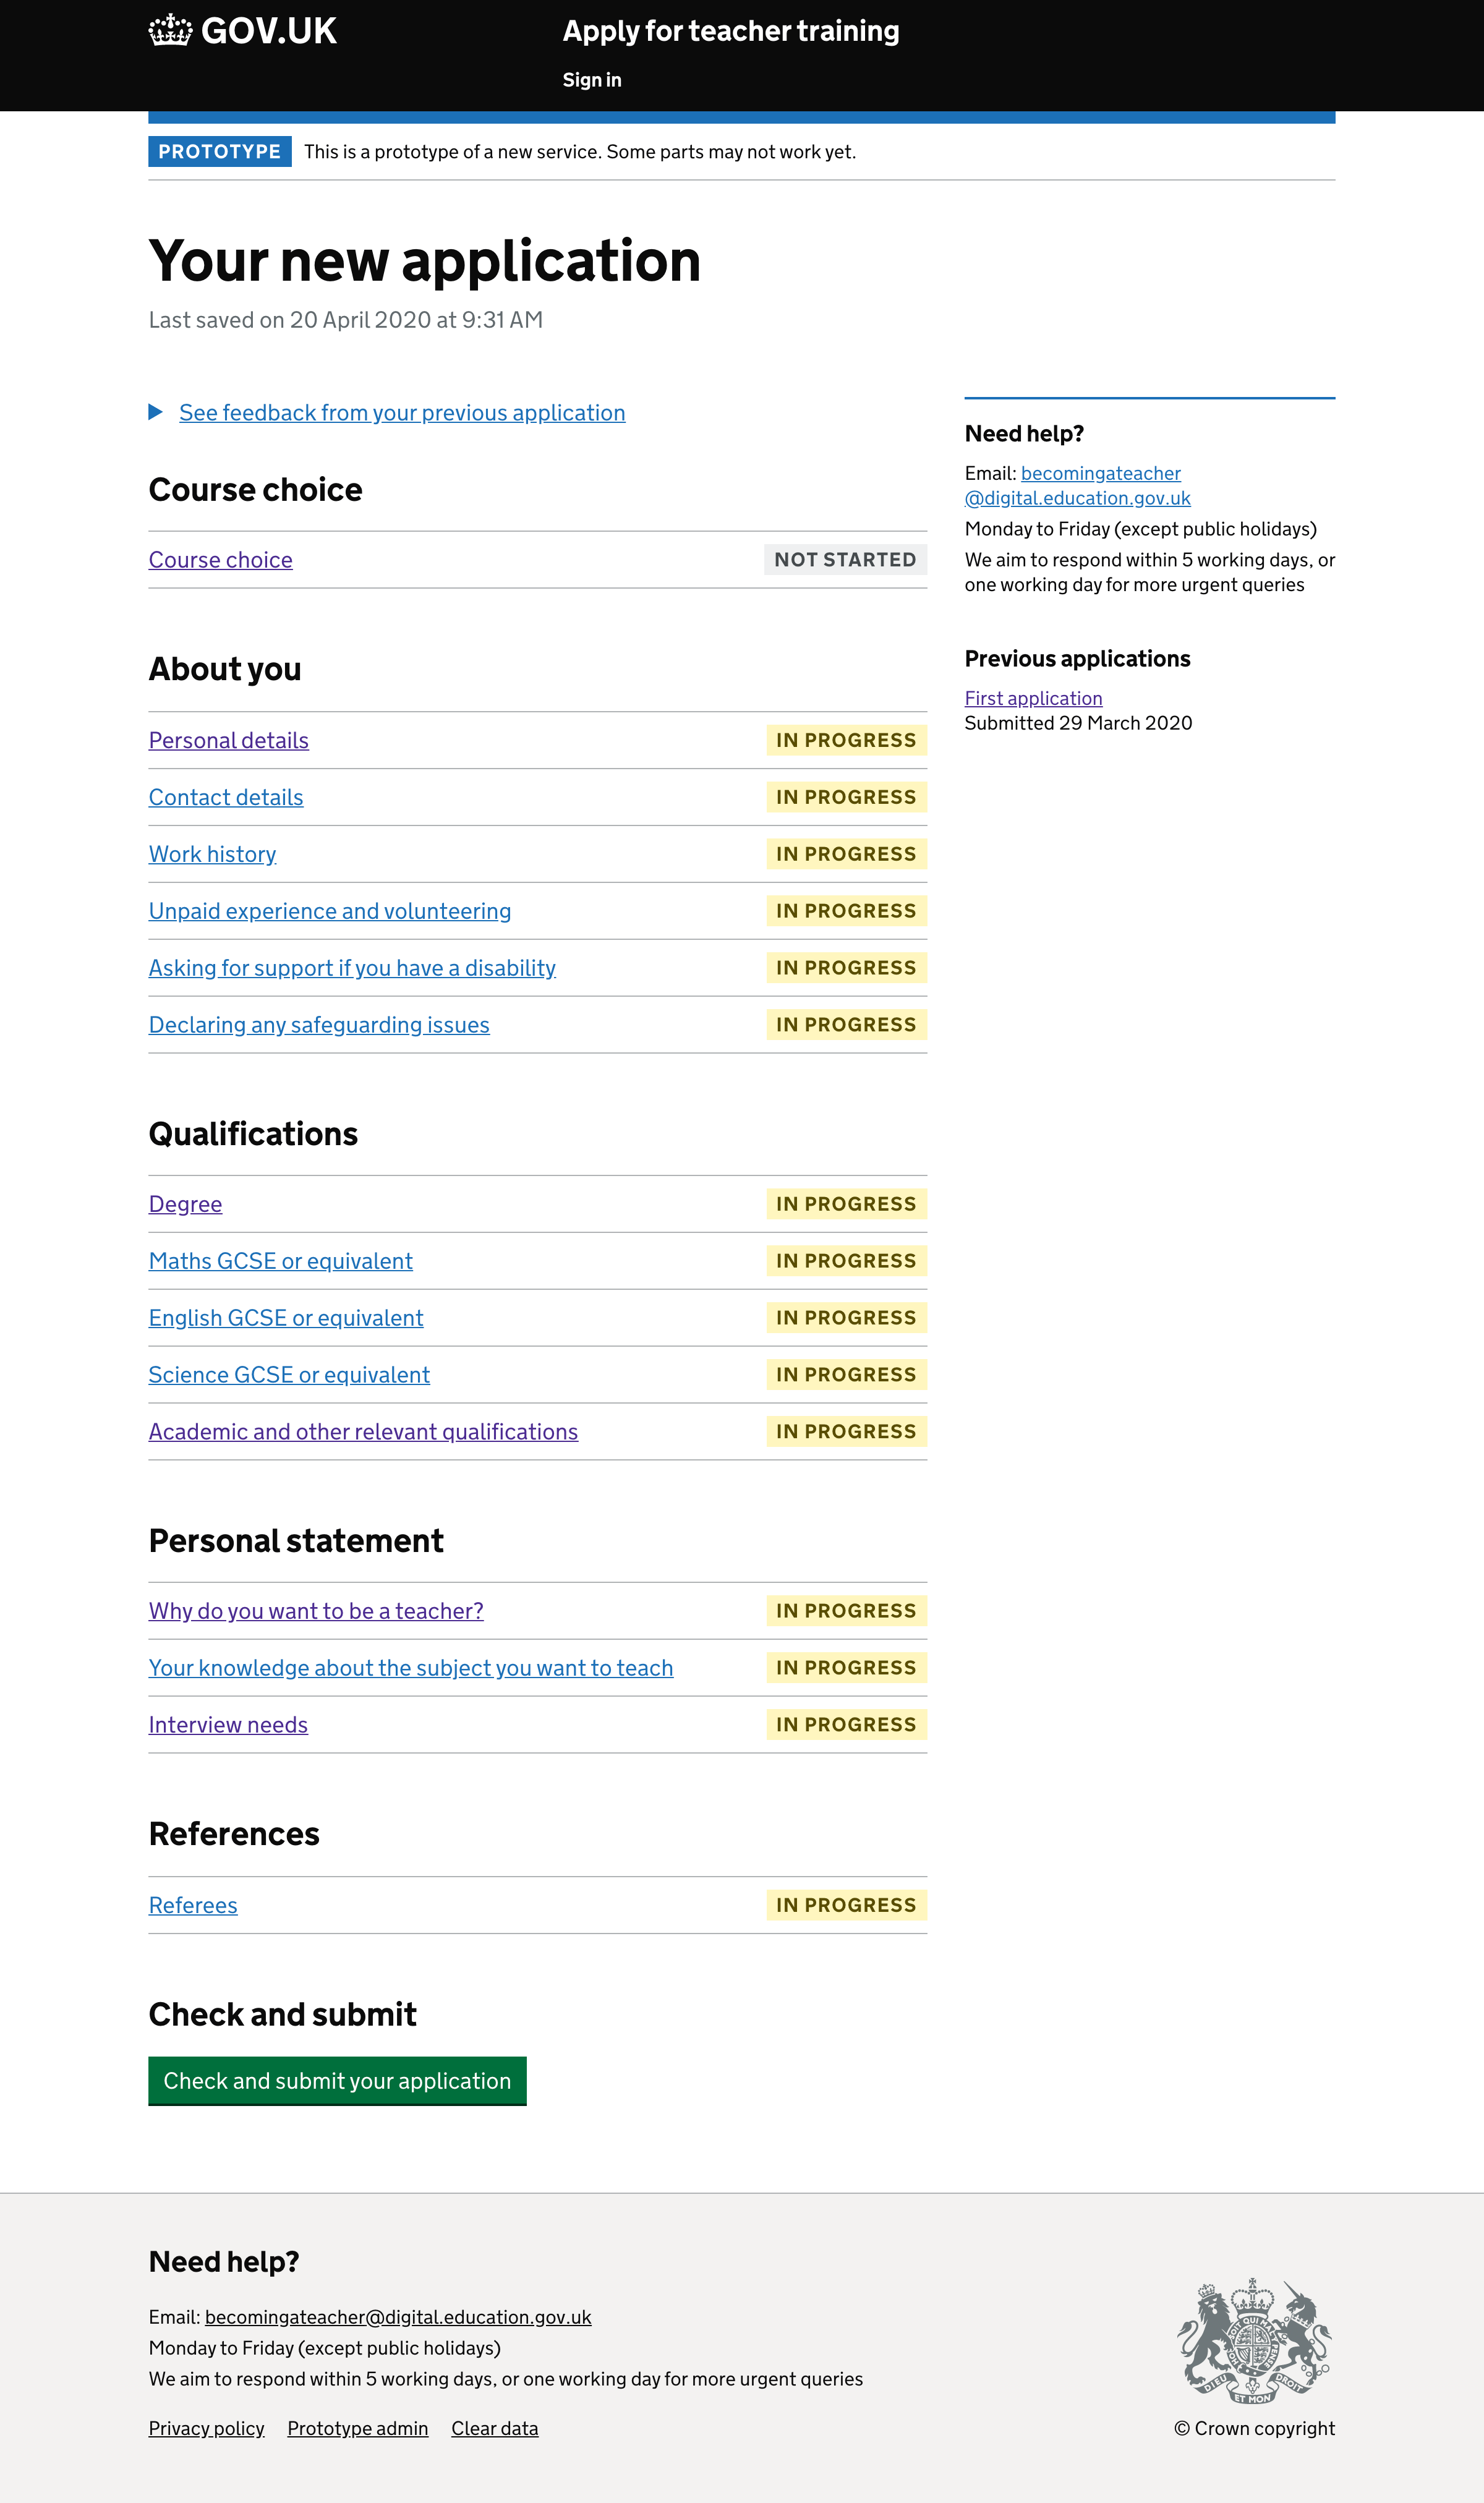 GOV.UK
Apply for teacher training
Sign in
PROTOTYPE This is a prototype of a new service. Some parts may not work yet.
Your new application
Last saved on 20 April 2020 at 9:31 AM
See feedback from your previous application
Course choice
Course choice NOT STARTED
About you
Personal details IN PROGRESS
Contact details IN PROGRESS
Work history IN PROGRESS
Unpaid experience and volunteering IN PROGRESS
Asking for support if you have a disability IN PROGRESS
Declaring any safeguarding issues IN PROGRESS
Qualifications
Degree IN PROGRESS
Maths GCSE or equivalent IN PROGRESS
English GCSE or equivalent IN PROGRESS
Science GCSE or equivalent IN PROGRESS
Academic and other relevant qualifications IN PROGRESS
Personal statement
Why do you want to be a teacher? IN PROGRESS
Your knowledge about the subject you want to teach IN PROGRESS
Interview needs IN PROGRESS
References
Referees IN PROGRESS
Check and submit
Check and submit your application
Need help?
Email: becomingateacher
@digital.education.gov.uk
Monday to Friday (except public holidays)
We aim to respond within 5 working days, or
one working day for more urgent queries
Previous applications
First application
Submitted 29 March 2020
Need help?
Email: becomingateacher@digital.education.gov.uk
Monday to Friday (except public holidays)
We aim to respond within 5 working days, or one working day for more urgent queries
Privacy policy Prototype admin Clear data
DIEU ET MON DROIT
© Crown copyright